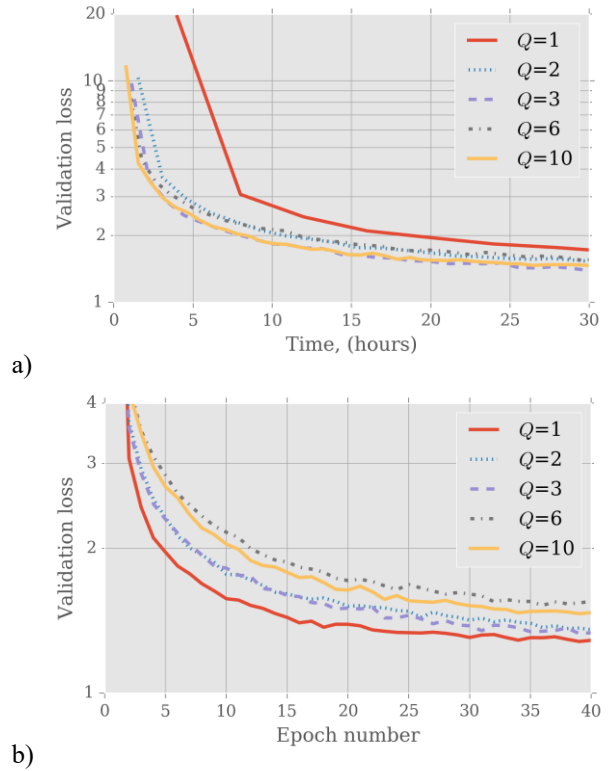 20
10
9
8
7
6
5
4
3
2
1
Validation loss
Q=1
Q=2
Q=3
Q=6
Q=10
0 5 10 15 20 25 30
Time, (hours)
a)
4
3
2
1
Validation loss
Q=1
Q=2
Q=3
Q=6
Q=10
0 5 10 15 20 25 30 35 40
Epoch number
b)